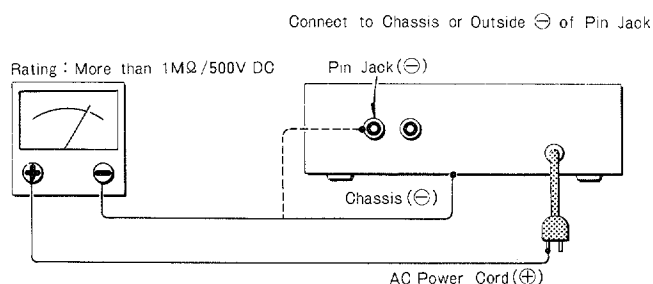 Connect to Chassis or Outside ⊖ of Pin Jack
Rating : More than 1MΩ/500V DC
Pin Jack(⊖)
Chassis(⊖)
AC Power Cord(⊕)